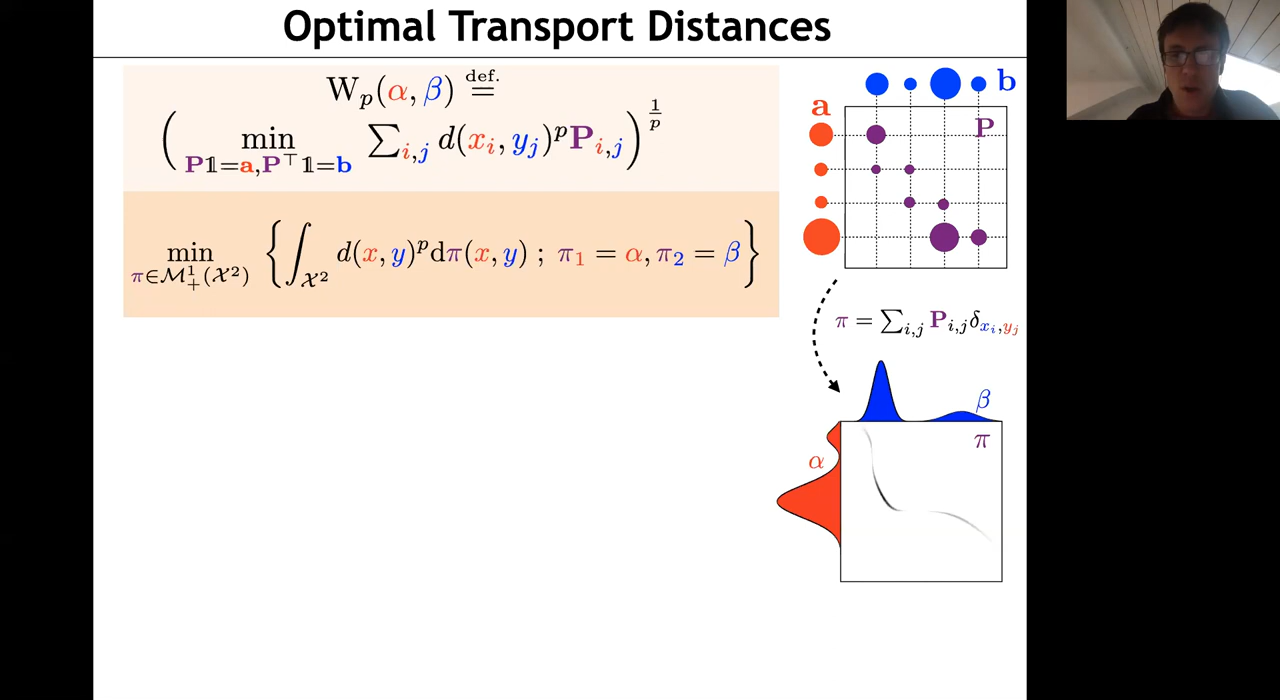 Optimal Transport Distances
W_p(α, β) def. =
( min_{P𝟙=a,P^⊤𝟙=b} ∑_{i,j} d(x_i, y_j)^p P_{i,j} )^{1/p}
min_{π∈𝓜^1_+(𝒳^2)} { ∫_{𝒳^2} d(x, y)^p dπ(x, y) ; π_1 = α, π_2 = β }
b
a
P
π = ∑_{i,j} P_{i,j} δ_{x_i,y_j}
β
π
α